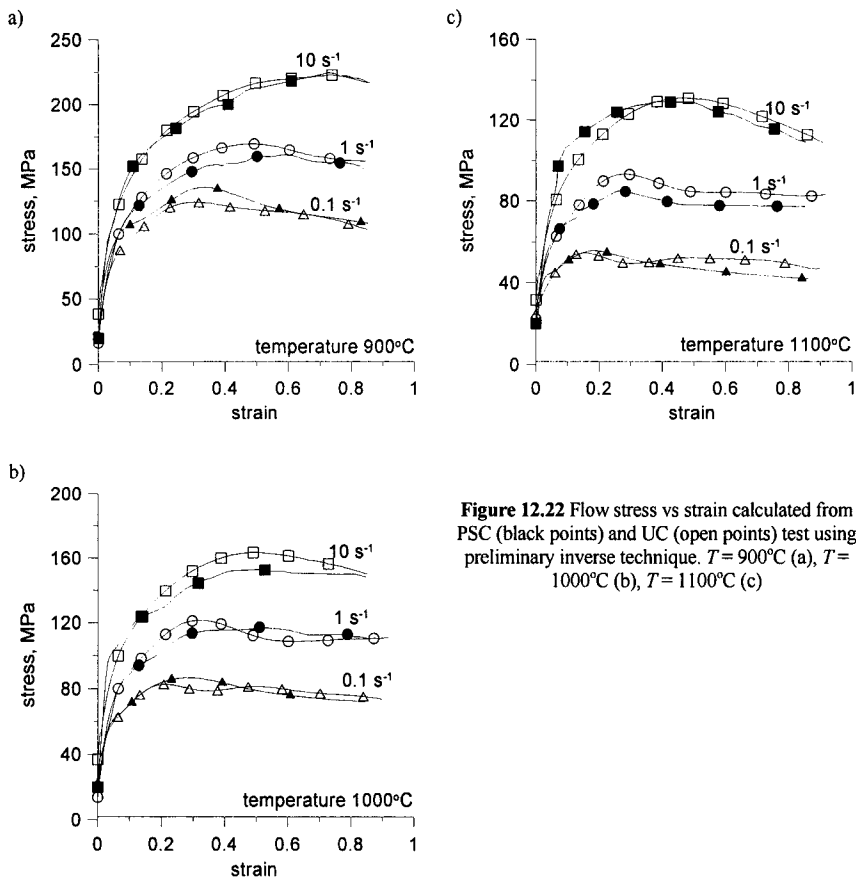 a)
250
200
150
100
50
0
stress, MPa
10 s⁻¹
1 s⁻¹
0.1 s⁻¹
temperature 900°C
0 0.2 0.4 0.6 0.8 1
strain
c)
160
120
80
40
0
stress, MPa
10 s⁻¹
1 s⁻¹
0.1 s⁻¹
temperature 1100°C
0 0.2 0.4 0.6 0.8 1
strain
b)
200
160
120
80
40
0
stress, MPa
10 s⁻¹
1 s⁻¹
0.1 s⁻¹
temperature 1000°C
0 0.2 0.4 0.6 0.8 1
strain
Figure 12.22 Flow stress vs strain calculated from
PSC (black points) and UC (open points) test using
preliminary inverse technique. T = 900°C (a), T =
1000°C (b), T = 1100°C (c)